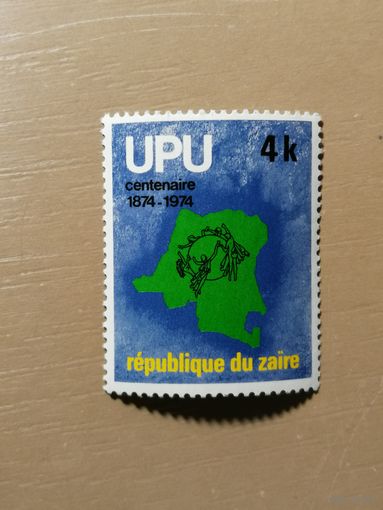 UPU
4k
centenaire
1874-1974
république du zaïre